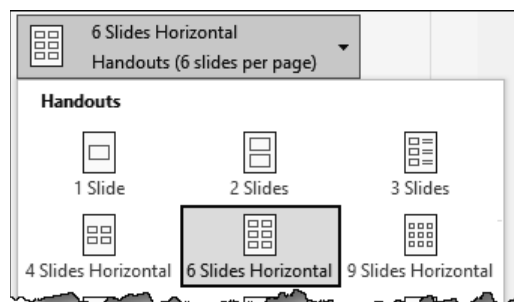 6 Slides Horizontal
Handouts (6 slides per page)
Handouts
1 Slide
2 Slides
3 Slides
4 Slides Horizontal
6 Slides Horizontal
9 Slides Horizontal